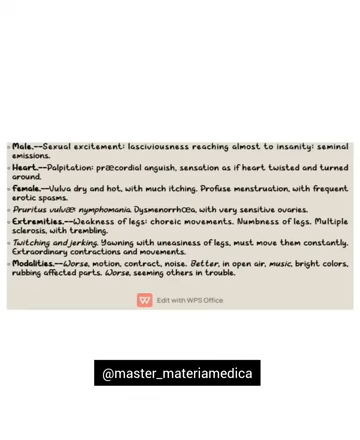 Male.--Sexual excitement: lasciviousness reaching almost to insanity: seminal
emissions.
Heart.--Palpitation: præcordial anguish, sensation as if heart twisted and turned
around.
Female.--Vulva dry and hot, with much itching. Profuse menstruation, with frequent
erotic spasms.
Pruritus vulvæ: nymphomania. Dysmenorrhœa, with very sensitive ovaries.
Extremities.--Weakness of legs: choreic movements. Numbness of legs. Multiple
sclerosis, with trembling.
Twitching and jerking. Yawning with uneasiness of legs, must move them constantly.
Extraordinary contractions and movements.
Modalities.--Worse, motion, contract, noise. Better, in open air, music, bright colors,
rubbing affected parts. Worse, seeming others in trouble.
W Edit with WPS Office
@master_materiamedica